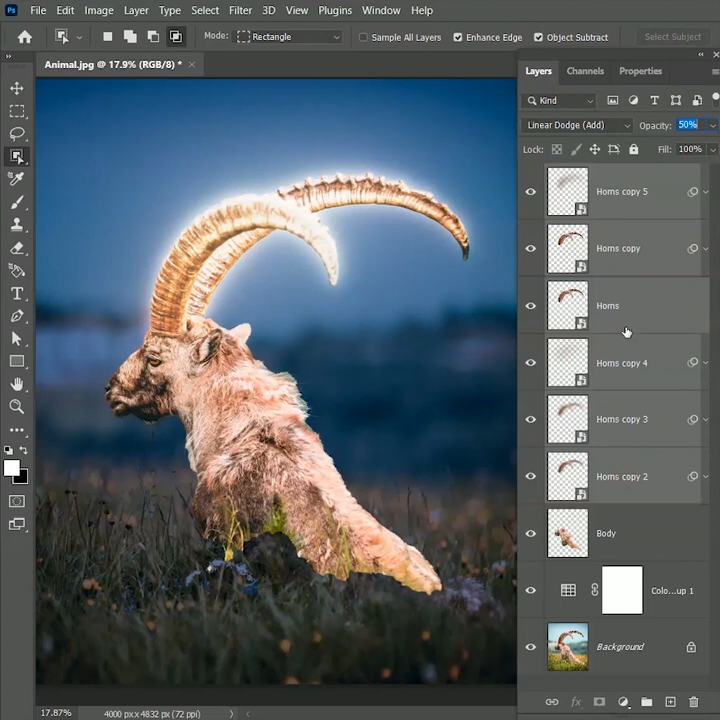 Ps File Edit Image Layer Type Select Filter 3D View Plugins Window Help
Mode: Rectangle Sample All Layers Enhance Edge Object Subtract Select Subject
Animal.jpg @ 17.9% (RGB/8) * ×
Layers Channels Properties
Kind
Linear Dodge (Add) Opacity: 50%
Lock: Fill: 100%
Horns copy 5
Horns copy
Horns
Horns copy 4
Horns copy 3
Horns copy 2
Body
Colo...up 1
Background
17.87% 4000 px x 4832 px (72 ppi)